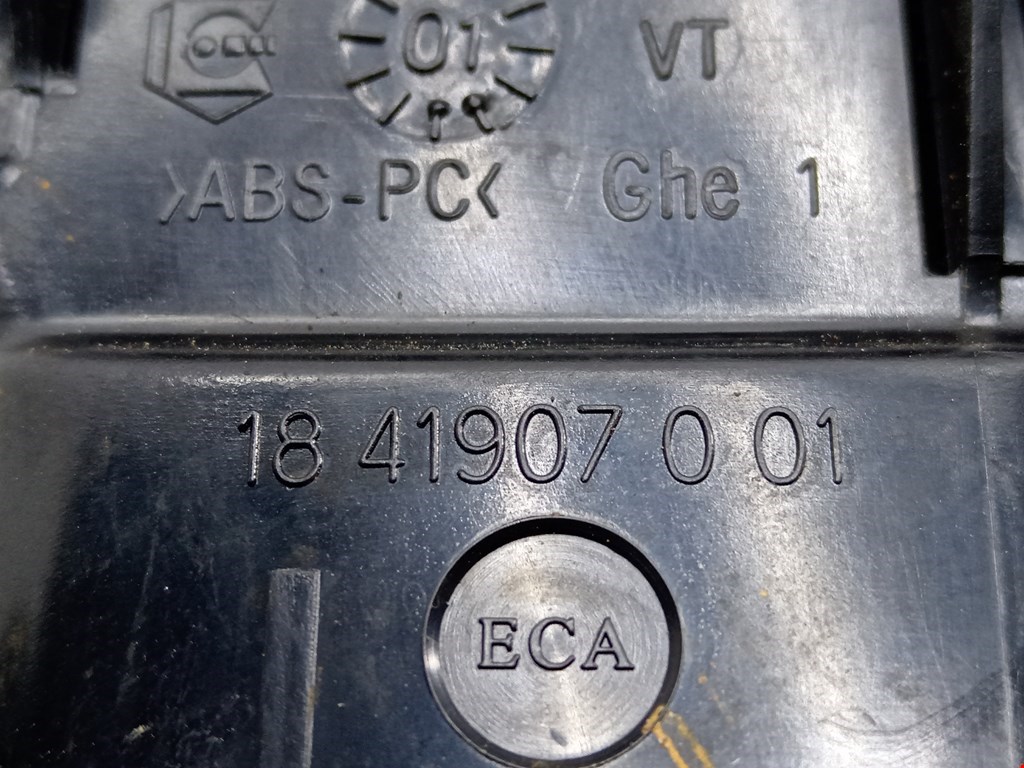 01 VT
>ABS-PC< Ghe 1
18 41907 0 01
ECA